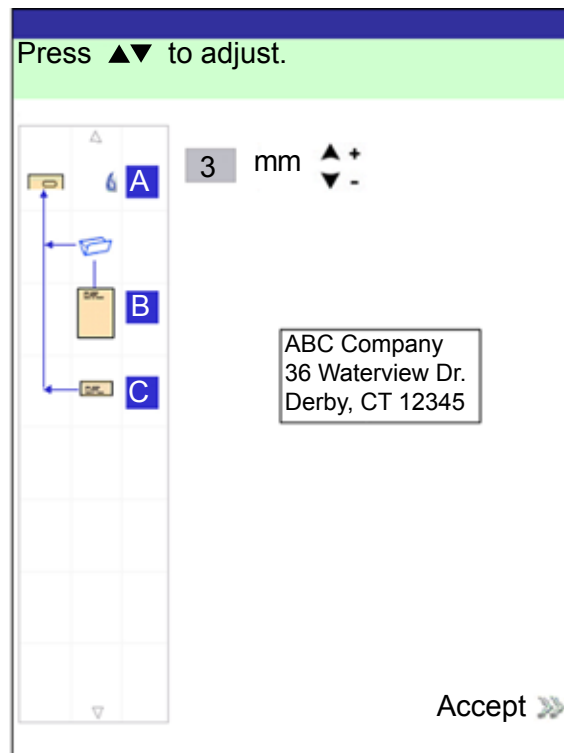 Press ▲▼ to adjust.
A
3 mm ▲ +
▼ -
B
ABC Company
36 Waterview Dr.
Derby, CT 12345
C
Accept